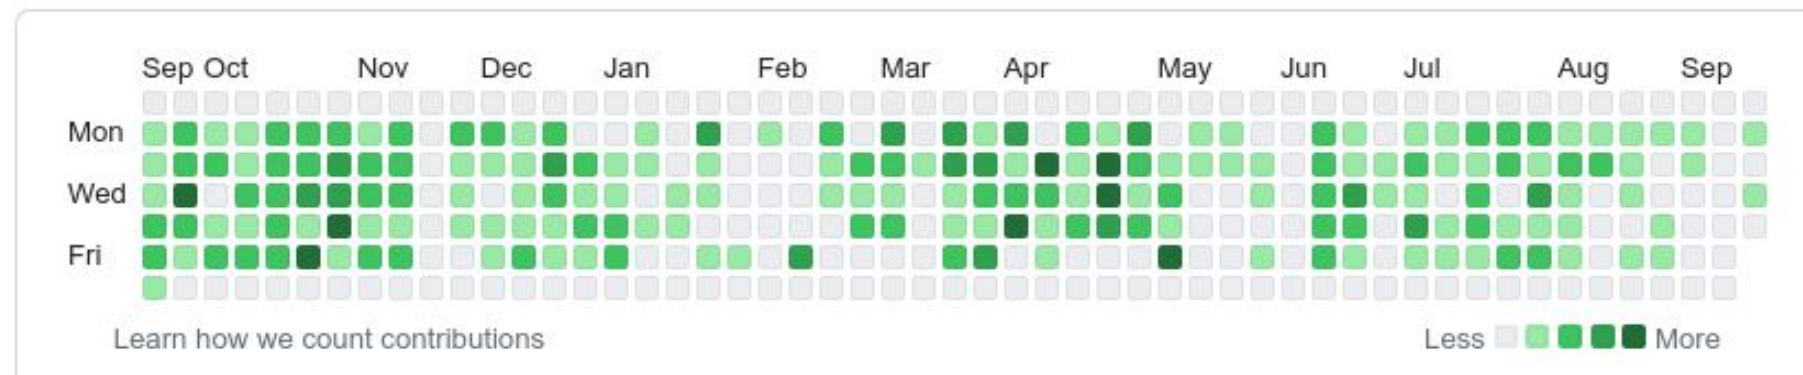 Sep Oct Nov Dec Jan Feb Mar Apr May Jun Jul Aug Sep
Mon
Wed
Fri
Learn how we count contributions
Less More